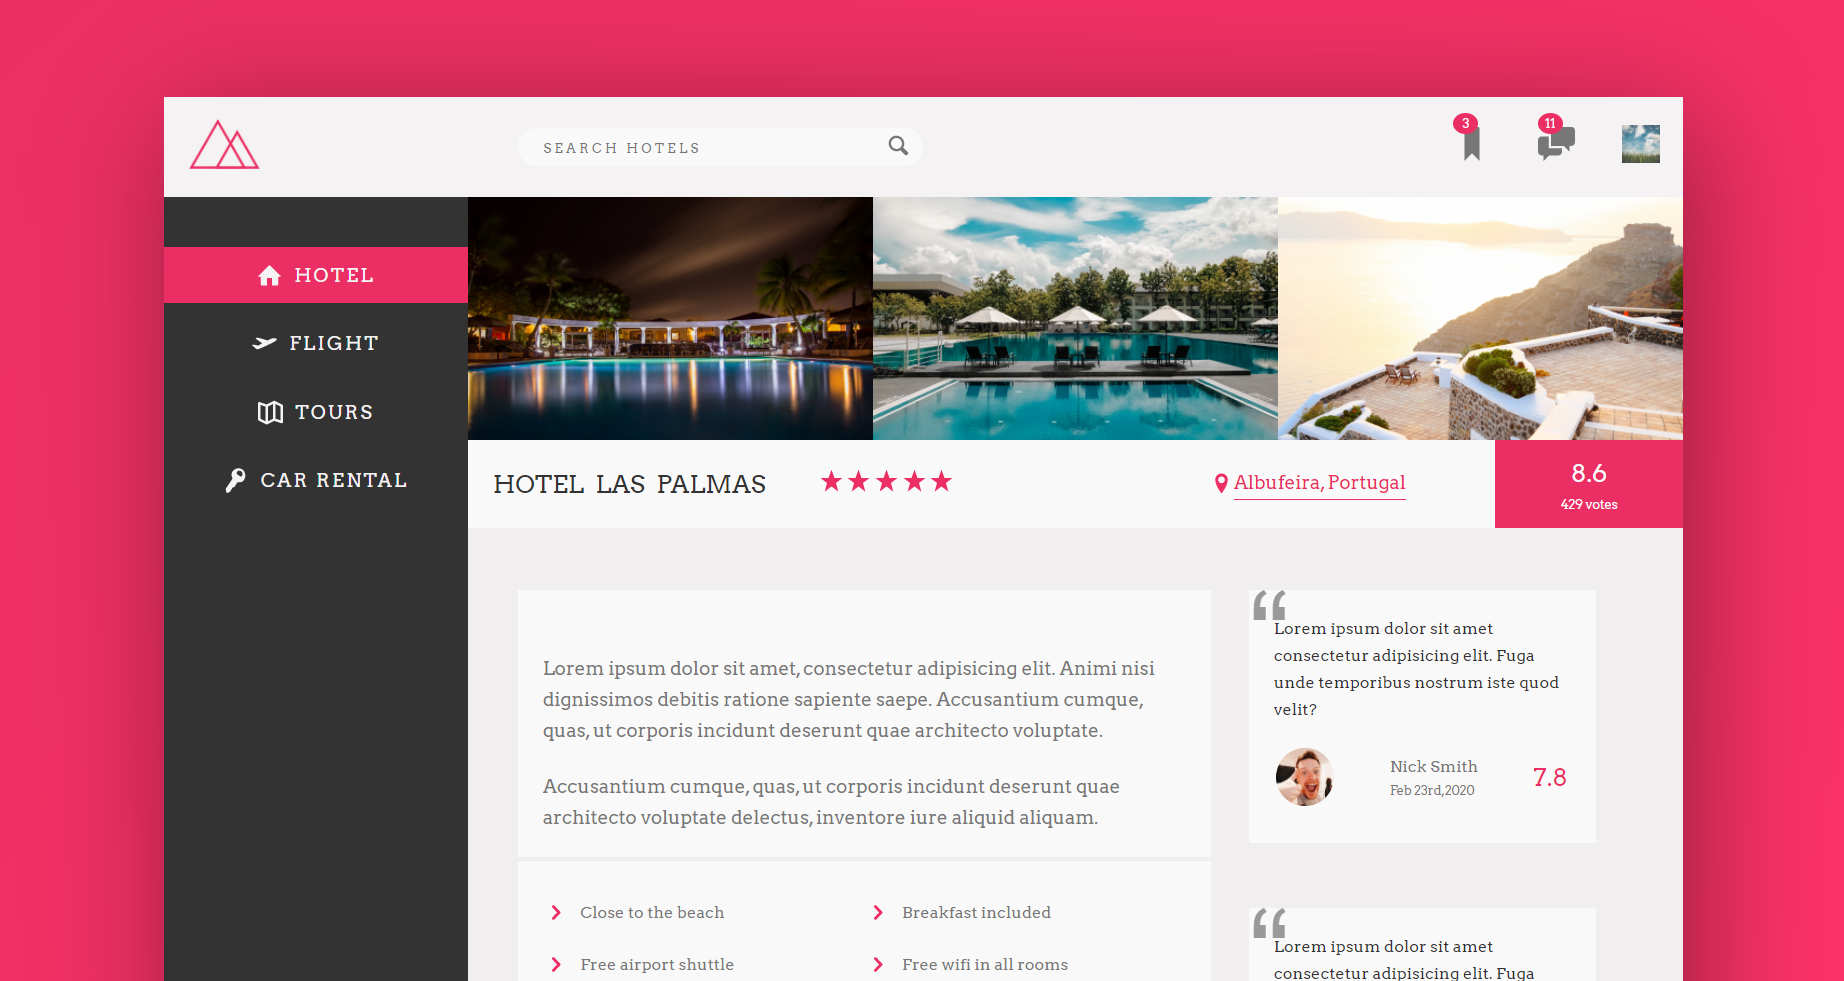 SEARCH HOTELS
3
11
HOTEL
FLIGHT
TOURS
CAR RENTAL
HOTEL LAS PALMAS
Albufeira, Portugal
8.6
429 votes
Lorem ipsum dolor sit amet, consectetur adipisicing elit. Animi nisi
dignissimos debitis ratione sapiente saepe. Accusantium cumque,
quas, ut corporis incidunt deserunt quae architecto voluptate.
Accusantium cumque, quas, ut corporis incidunt deserunt quae
architecto voluptate delectus, inventore iure aliquid aliquam.
Close to the beach
Breakfast included
Free airport shuttle
Free wifi in all rooms
“
Lorem ipsum dolor sit amet
consectetur adipisicing elit. Fuga
unde temporibus nostrum iste quod
velit?
Nick Smith
Feb 23rd,2020
7.8
“
Lorem ipsum dolor sit amet
consectetur adipisicing elit. Fuga